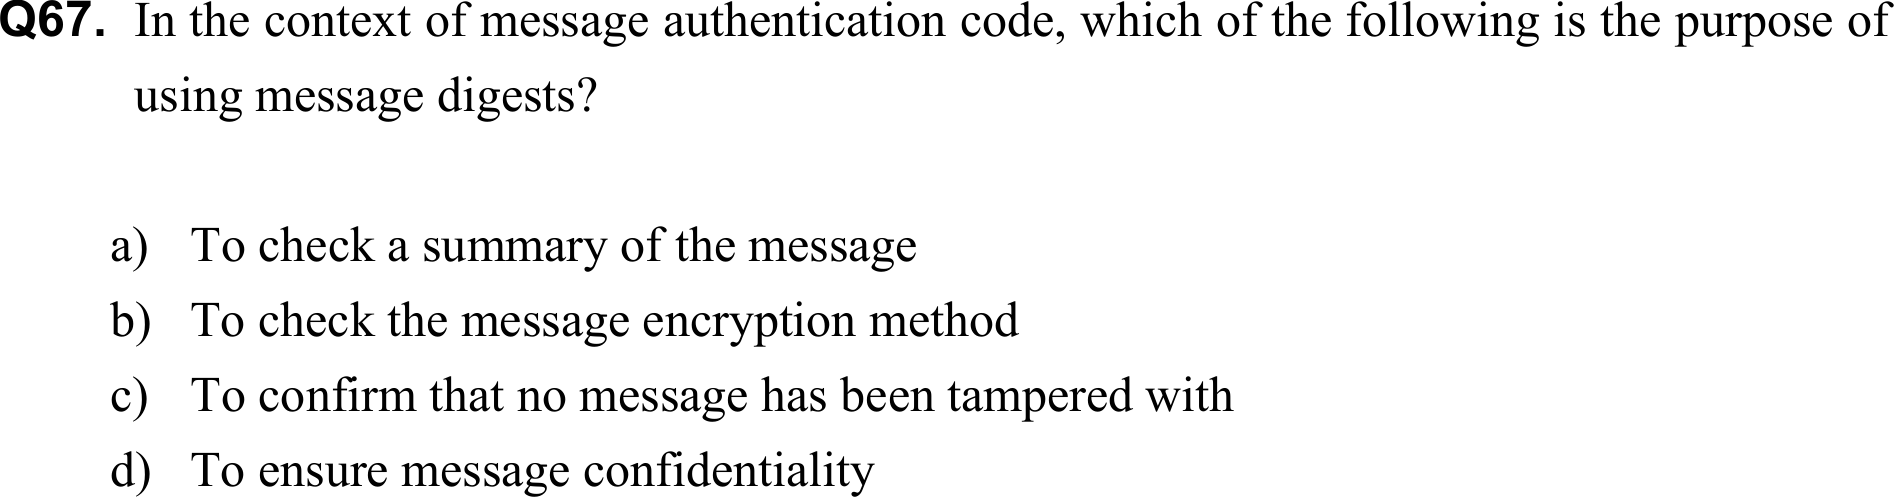 Q67. In the context of message authentication code, which of the following is the purpose of
using message digests?
a) To check a summary of the message
b) To check the message encryption method
c) To confirm that no message has been tampered with
d) To ensure message confidentiality